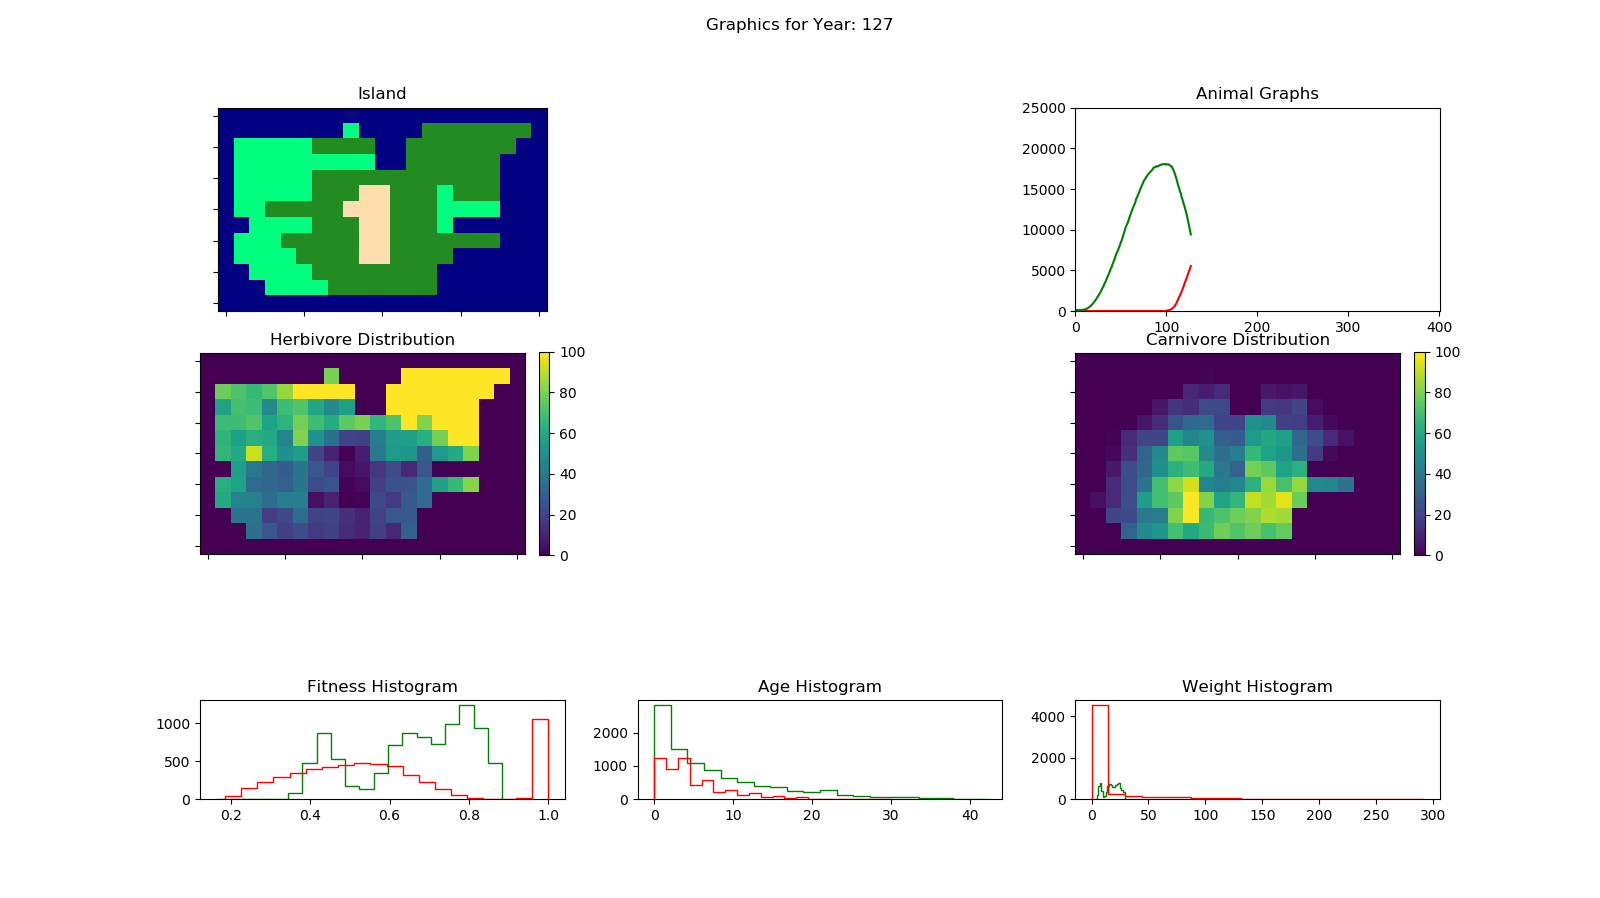 Graphics for Year: 127
Island
Animal Graphs
25000
20000
15000
10000
5000
0
0 100 200 300 400
Herbivore Distribution
100
80
60
40
20
0
Carnivore Distribution
100
80
60
40
20
0
Fitness Histogram
1000
500
0
0.2 0.4 0.6 0.8 1.0
Age Histogram
2000
1000
0
0 10 20 30 40
Weight Histogram
4000
2000
0
0 50 100 150 200 250 300